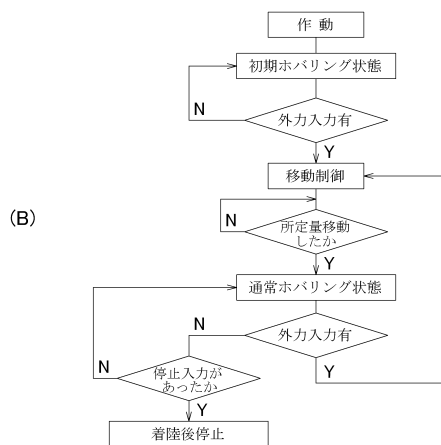 作 動
初期ホバリング状態
N
外力入力有
Y
移動制御
(B)
N
所定量移動
したか
Y
通常ホバリング状態
N
外力入力有
N
停止入力が
あったか
Y
Y
着陸後停止